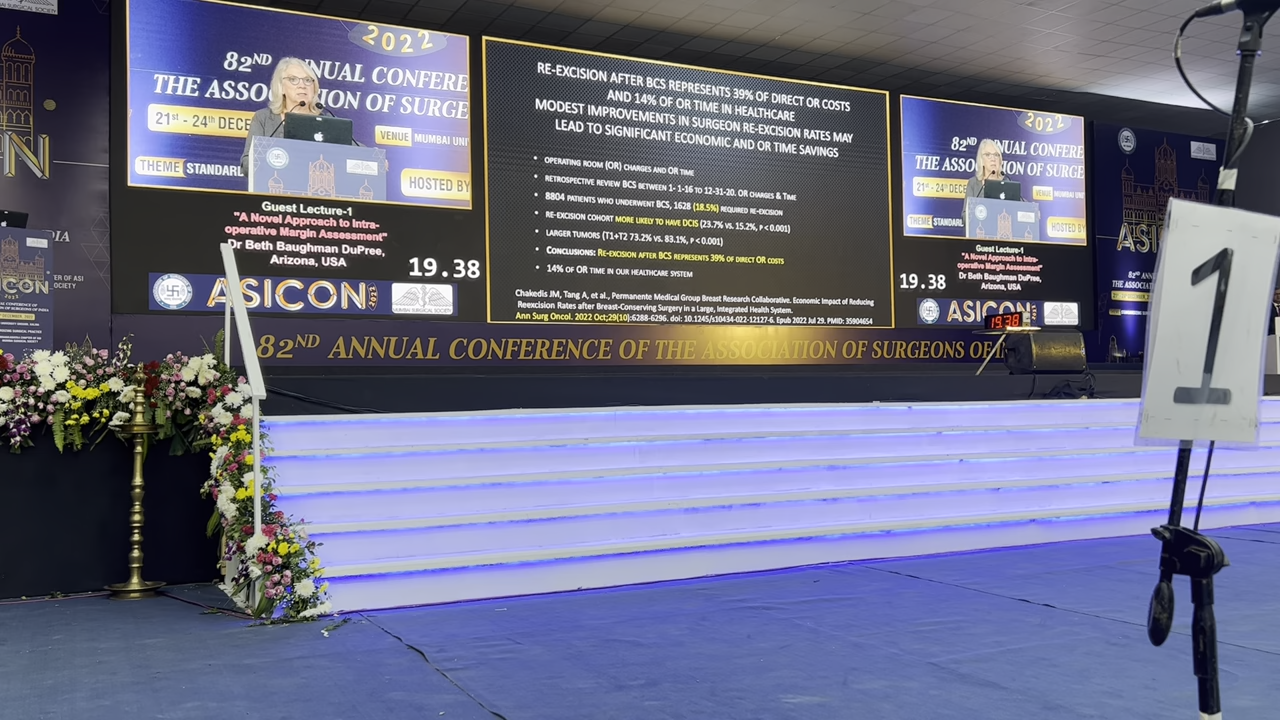 2022
82ND ANNUAL CONFERE
THE ASSO ION OF SURGE
21st - 24th DECE
VENUE MUMBAI UNI
THEME STANDARD
HOSTED BY
Guest Lecture-1
"A Novel Approach to Intra-
operative Margin Assessment"
Dr Beth Baughman DuPree,
Arizona, USA
19.38
ASICON 2022
RE-EXCISION AFTER BCS REPRESENTS 39% OF DIRECT OR COSTS
AND 14% OF OR TIME IN HEALTHCARE
MODEST IMPROVEMENTS IN SURGEON RE-EXCISION RATES MAY
LEAD TO SIGNIFICANT ECONOMIC AND OR TIME SAVINGS
• OPERATING ROOM (OR) CHARGES AND OR TIME
• RETROSPECTIVE REVIEW BCS BETWEEN 1- 1-16 TO 12-31-20. OR CHARGES & TIME
• 8804 PATIENTS WHO UNDERWENT BCS, 1628 (18.5%) REQUIRED RE-EXCISION
• RE-EXCISION COHORT MORE LIKELY TO HAVE DCIS (23.7% VS. 15.2%, P < 0.001)
• LARGER TUMORS (T1+T2 73.2% VS. 83.1%, P < 0.001)
• CONCLUSIONS: RE-EXCISION AFTER BCS REPRESENTS 39% OF DIRECT OR COSTS
• 14% OF OR TIME IN OUR HEALTHCARE SYSTEM
Chakedis JM, Tang A, et al., Permanente Medical Group Breast Research Collaborative. Economic Impact of Reducing
Reexcision Rates after Breast-Conserving Surgery in a Large, Integrated Health System.
Ann Surg Oncol. 2022 Oct;29(10):6288-6296. doi: 10.1245/s10434-022-12127-6. Epub 2022 Jul 29. PMID: 35904654
2022
82ND NUAL CONFERE
THE ASSO ION OF SURGE
21st - 24th DECE
VENUE MUMBAI UNI
THEME STANDARD
HOSTED BY
Guest Lecture-1
"A Novel Approach to Intra-
operative Margin Assessment"
Dr Beth Baughman DuPree,
Arizona, USA
19.38
ASICON
19.38
82ND ANNUAL CONFERENCE OF THE ASSOCIATION OF SURGEONS OF
ASI
1